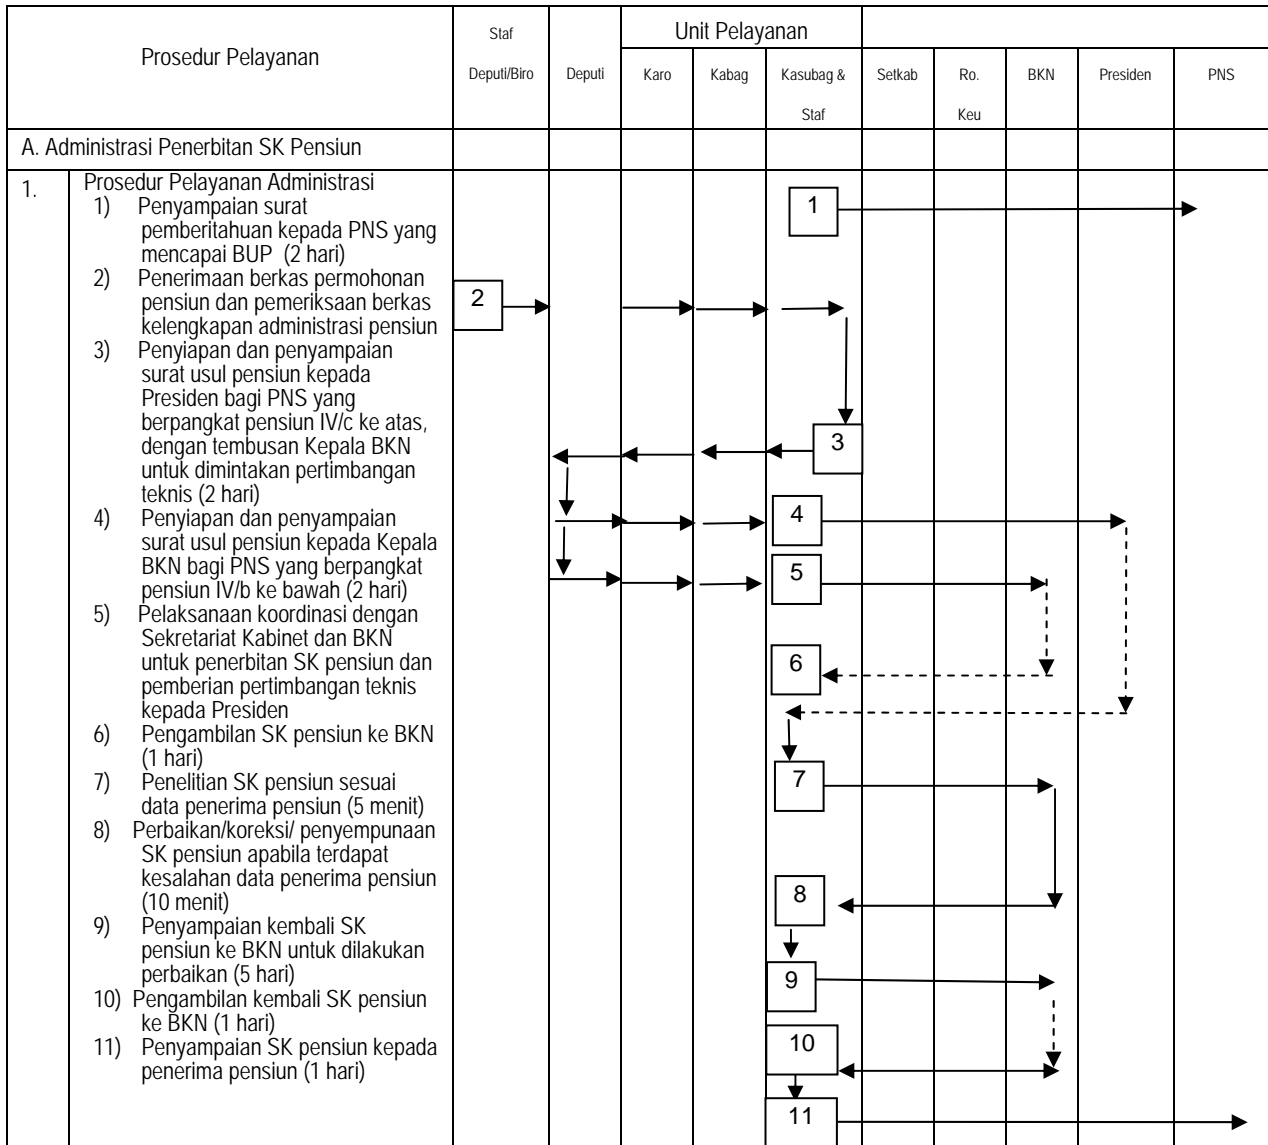 Prosedur Pelayanan
Staf
Deputi/Biro
Deputi
Unit Pelayanan
Karo
Kabag
Kasubag &
Staf
Setkab
Ro.
Keu
BKN
Presiden
PNS
A. Administrasi Penerbitan SK Pensiun
1. Prosedur Pelayanan Administrasi
1) Penyampaian surat
pemberitahuan kepada PNS yang
mencapai BUP (2 hari)
2) Penerimaan berkas permohonan
pensiun dan pemeriksaan berkas
kelengkapan administrasi pensiun
3) Penyiapan dan penyampaian
surat usul pensiun kepada
Presiden bagi PNS yang
berpangkat pensiun IV/c ke atas,
dengan tembusan Kepala BKN
untuk dimintakan pertimbangan
teknis (2 hari)
4) Penyiapan dan penyampaian
surat usul pensiun kepada Kepala
BKN bagi PNS yang berpangkat
pensiun IV/b ke bawah (2 hari)
5) Pelaksanaan koordinasi dengan
Sekretariat Kabinet dan BKN
untuk penerbitan SK pensiun dan
pemberian pertimbangan teknis
kepada Presiden
6) Pengambilan SK pensiun ke BKN
(1 hari)
7) Penelitian SK pensiun sesuai
data penerima pensiun (5 menit)
8) Perbaikan/koreksi/ penyempunaan
SK pensiun apabila terdapat
kesalahan data penerima pensiun
(10 menit)
9) Penyampaian kembali SK
pensiun ke BKN untuk dilakukan
perbaikan (5 hari)
10) Pengambilan kembali SK pensiun
ke BKN (1 hari)
11) Penyampaian SK pensiun kepada
penerima pensiun (1 hari)
1
2
3
4
5
6
7
8
9
10
11